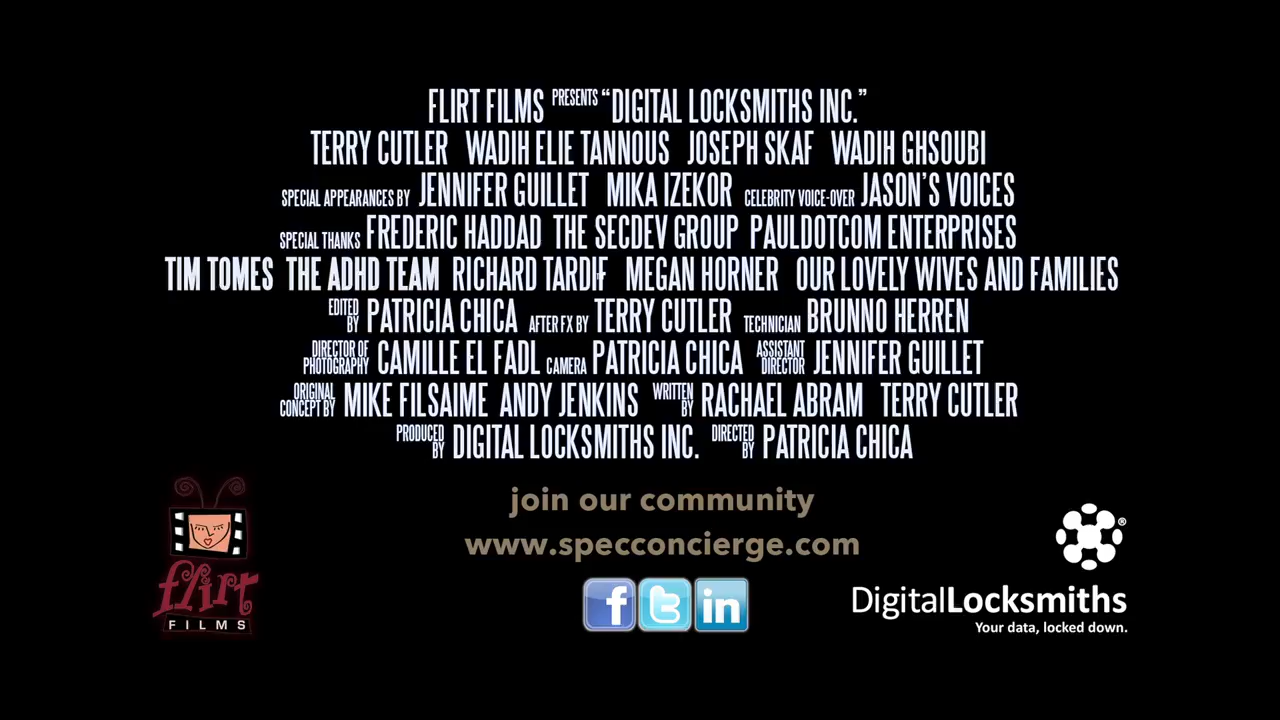 FLIRT FILMS PRESENTS “DIGITAL LOCKSMITHS INC.”
TERRY CUTLER WADIH ELIE TANNOUS JOSEPH SKAF WADIH GHSOUBI
SPECIAL APPEARANCES BY JENNIFER GUILLET MIKA IZEKOR CELEBRITY VOICE-OVER JASON'S VOICES
SPECIAL THANKS FREDERIC HADDAD THE SECDEV GROUP PAULDOTCOM ENTERPRISES
TIM TOMES THE ADHD TEAM RICHARD TARDIF MEGAN HORNER OUR LOVELY WIVES AND FAMILIES
EDITED BY PATRICIA CHICA AFTER FX BY TERRY CUTLER TECHNICIAN BRUNNO HERREN
DIRECTOR OF PHOTOGRAPHY CAMILLE EL FADL CAMERA PATRICIA CHICA ASSISTANT DIRECTOR JENNIFER GUILLET
ORIGINAL CONCEPT BY MIKE FILSAIME ANDY JENKINS WRITTEN BY RACHAEL ABRAM TERRY CUTLER
PRODUCED BY DIGITAL LOCKSMITHS INC. DIRECTED BY PATRICIA CHICA
join our community
www.specconcierge.com
flirt
FILMS
f t in
®
DigitalLocksmiths
Your data, locked down.